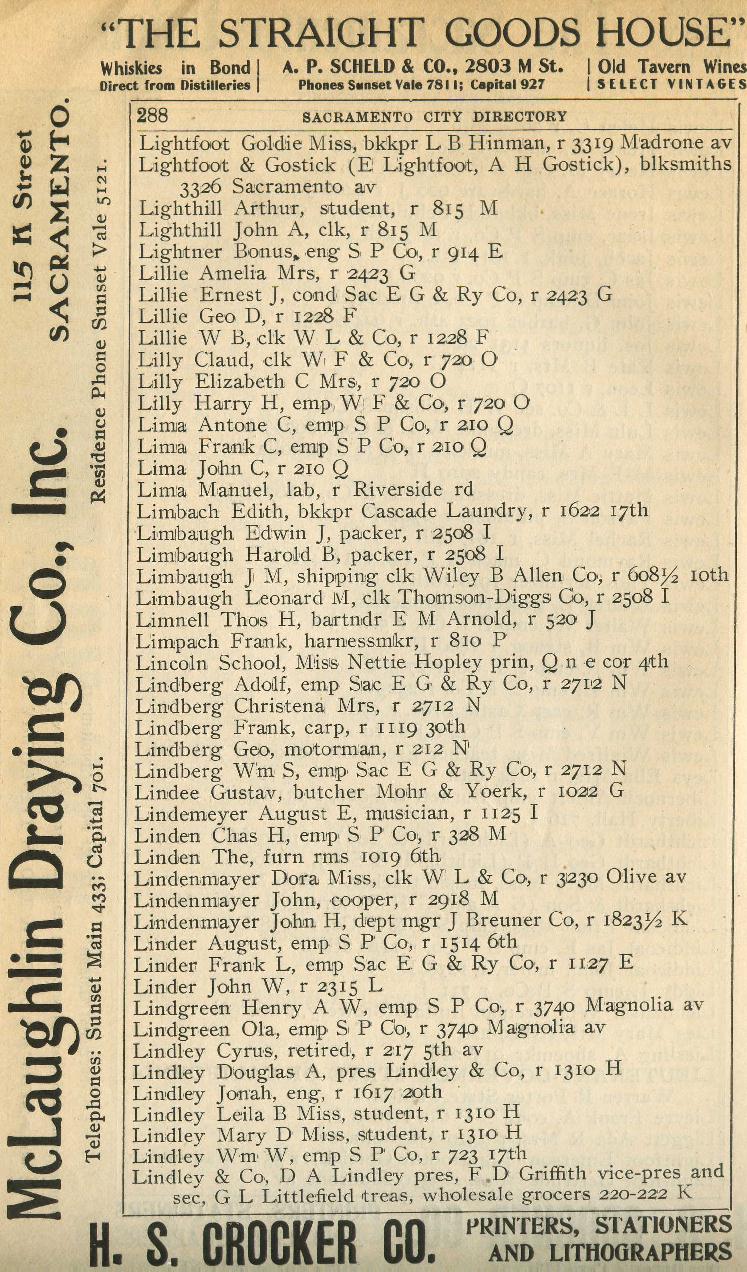 "THE STRAIGHT GOODS HOUSE"
Whiskies in Bond | A. P. SCHELD & CO., 2803 M St. | Old Tavern Wines
Direct from Distilleries | Phones Sunset Vale 7811; Capital 927 | SELECT VINTAGES
288 SACRAMENTO CITY DIRECTORY
Lightfoot Goldie Miss, bkkpr L B Hinman, r 3319 Madrone av
Lightfoot & Gostick (E Lightfoot, A H Gostick), blksmiths
3326 Sacramento av
Lighthill Arthur, student, r 815 M
Lighthill John A, clk, r 815 M
Lightner Bonus, eng S P Co, r 914 E
Lillie Amelia Mrs, r 2423 G
Lillie Ernest J, cond Sac E G & Ry Co, r 2423 G
Lillie Geo D, r 1228 F
Lillie W B, clk W L & Co, r 1228 F
Lilly Claud, clk W F & Co, r 720 O
Lilly Elizabeth C Mrs, r 720 O
Lilly Harry H, emp W F & Co, r 720 O
Lima Antone C, emp S P Co, r 210 Q
Lima Frank C, emp S P Co, r 210 Q
Lima John C, r 210 Q
Lima Manuel, lab, r Riverside rd
Limbach Edith, bkkpr Cascade Laundry, r 1622 17th
Limbaugh Edwin J, packer, r 2508 I
Limbaugh Harold B, packer, r 2508 I
Limbaugh J M, shipping clk Wiley B Allen Co, r 608½ 10th
Limbaugh Leonard M, clk Thomson-Diggs Co, r 2508 I
Limnell Thos H, bartndr E M Arnold, r 520 J
Limpach Frank, harnessmkr, r 810 P
Lincoln School, Miss Nettie Hopley prin, Q n e cor 4th
Lindberg Adolf, emp Sac E G & Ry Co, r 2712 N
Lindberg Christena Mrs, r 2712 N
Lindberg Frank, carp, r 1119 30th
Lindberg Geo, motorman, r 212 N
Lindberg Wm S, emp Sac E G & Ry Co, r 2712 N
Lindee Gustav, butcher Mohr & Yoerk, r 1022 G
Lindemeyer August E, musician, r 1125 I
Linden Chas H, emp S P Co, r 328 M
Linden The, furn rms 1019 6th
Lindenmayer Dora Miss, clk W L & Co, r 3230 Olive av
Lindenmayer John, cooper, r 2918 M
Lindenmayer John H, dept mgr J Breuner Co, r 1823½ K
Linder August, emp S P Co, r 1514 6th
Linder Frank L, emp Sac E G & Ry Co, r 1127 E
Linder John W, r 2315 L
Lindgreen Henry A W, emp S P Co, r 3740 Magnolia av
Lindgreen Ola, emp S P Co, r 3740 Magnolia av
Lindley Cyrus, retired, r 217 5th av
Lindley Douglas A, pres Lindley & Co, r 1310 H
Lindley Jonah, eng, r 1617 20th
Lindley Leila B Miss, student, r 1310 H
Lindley Mary D Miss, student, r 1310 H
Lindley Wm W, emp S P Co, r 723 17th
Lindley & Co, D A Lindley pres, F D Griffith vice-pres and
sec, G L Littlefield treas, wholesale grocers 220-222 K
McLaughlin Draying Co., Inc. 115 K Street
SACRAMENTO.
Telephones: Sunset Main 433; Capital 701. Residence Phone Sunset Vale 5121.
H. S. CROCKER CO. PRINTERS, STATIONERS
AND LITHOGRAPHERS